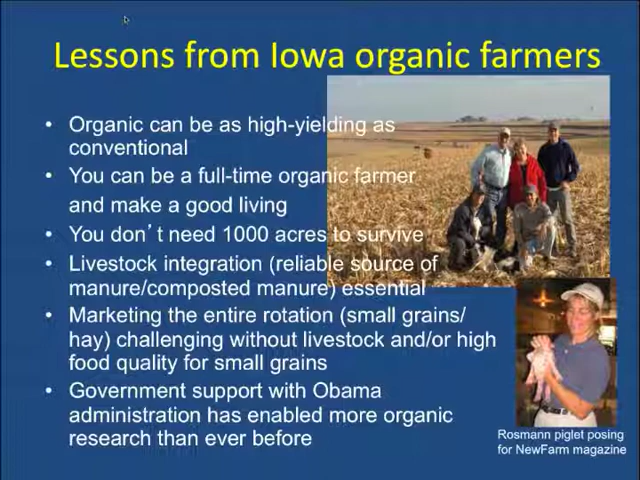 Lessons from Iowa organic farmers
• Organic can be as high-yielding as
conventional
• You can be a full-time organic farmer
and make a good living
• You don't need 1000 acres to survive
• Livestock integration (reliable source of
manure/composted manure) essential
• Marketing the entire rotation (small grains/
hay) challenging without livestock and/or high
food quality for small grains
• Government support with Obama
administration has enabled more organic
research than ever before
Rosmann piglet posing
for NewFarm magazine